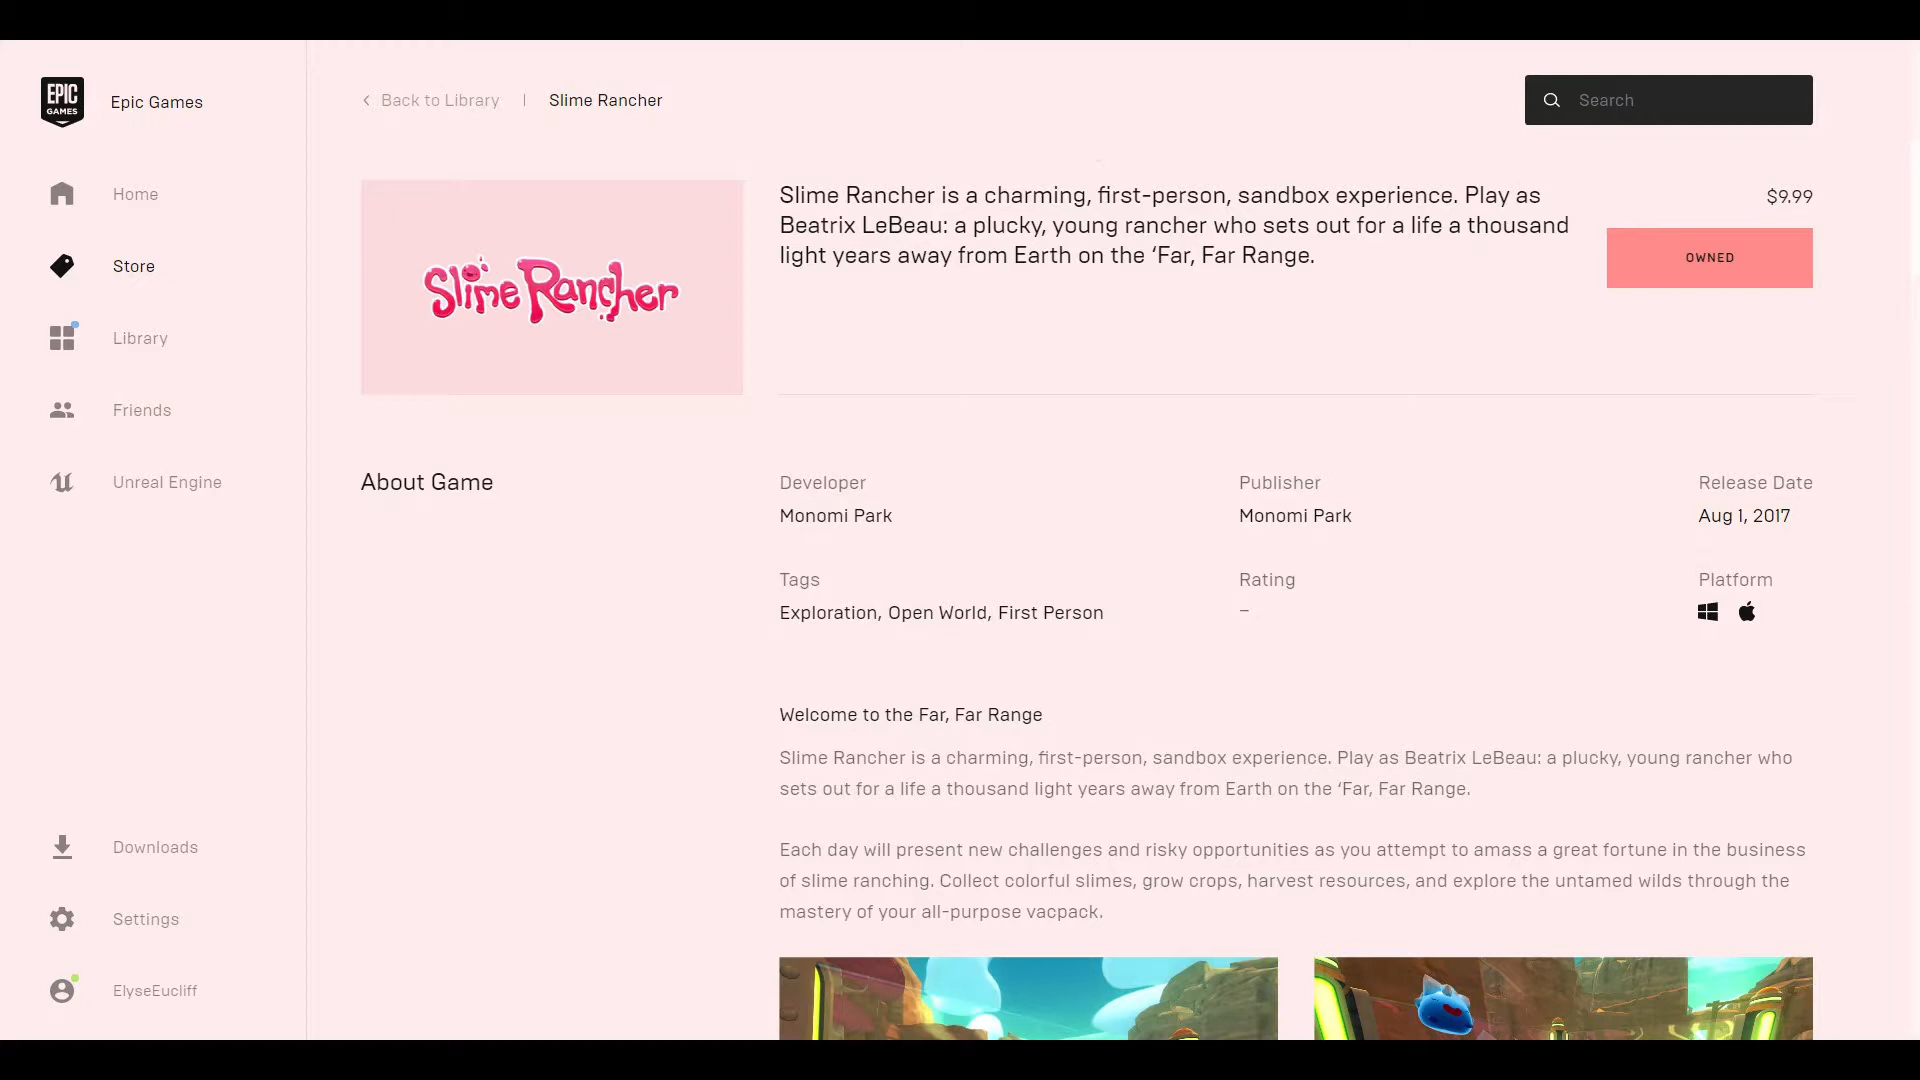 EPIC
GAMES
Epic Games
Home
Store
Library
Friends
Unreal Engine
Downloads
Settings
ElyseEucliff
Back to Library
Slime Rancher
Search
Slime Rancher
Slime Rancher is a charming, first-person, sandbox experience. Play as
Beatrix LeBeau: a plucky, young rancher who sets out for a life a thousand
light years away from Earth on the ‘Far, Far Range.
$9.99
OWNED
About Game
Developer
Monomi Park
Publisher
Monomi Park
Release Date
Aug 1, 2017
Tags
Exploration, Open World, First Person
Rating
–
Platform
Welcome to the Far, Far Range
Slime Rancher is a charming, first-person, sandbox experience. Play as Beatrix LeBeau: a plucky, young rancher who
sets out for a life a thousand light years away from Earth on the ‘Far, Far Range.
Each day will present new challenges and risky opportunities as you attempt to amass a great fortune in the business
of slime ranching. Collect colorful slimes, grow crops, harvest resources, and explore the untamed wilds through the
mastery of your all-purpose vacpack.